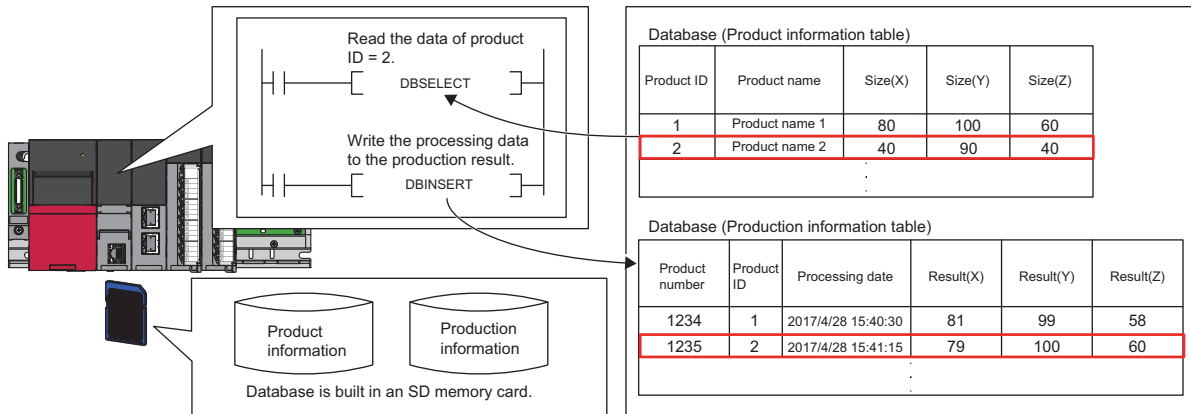 Read the data of product
ID = 2.
DBSELECT
Write the processing data
to the production result.
DBINSERT
Product
information
Production
information
Database is built in an SD memory card.
Database (Product information table)
Product ID Product name Size(X) Size(Y) Size(Z)
1 Product name 1 80 100 60
2 Product name 2 40 90 40
Database (Production information table)
Product
number Product
ID Processing date Result(X) Result(Y) Result(Z)
1234 1 2017/4/28 15:40:30 81 99 58
1235 2 2017/4/28 15:41:15 79 100 60